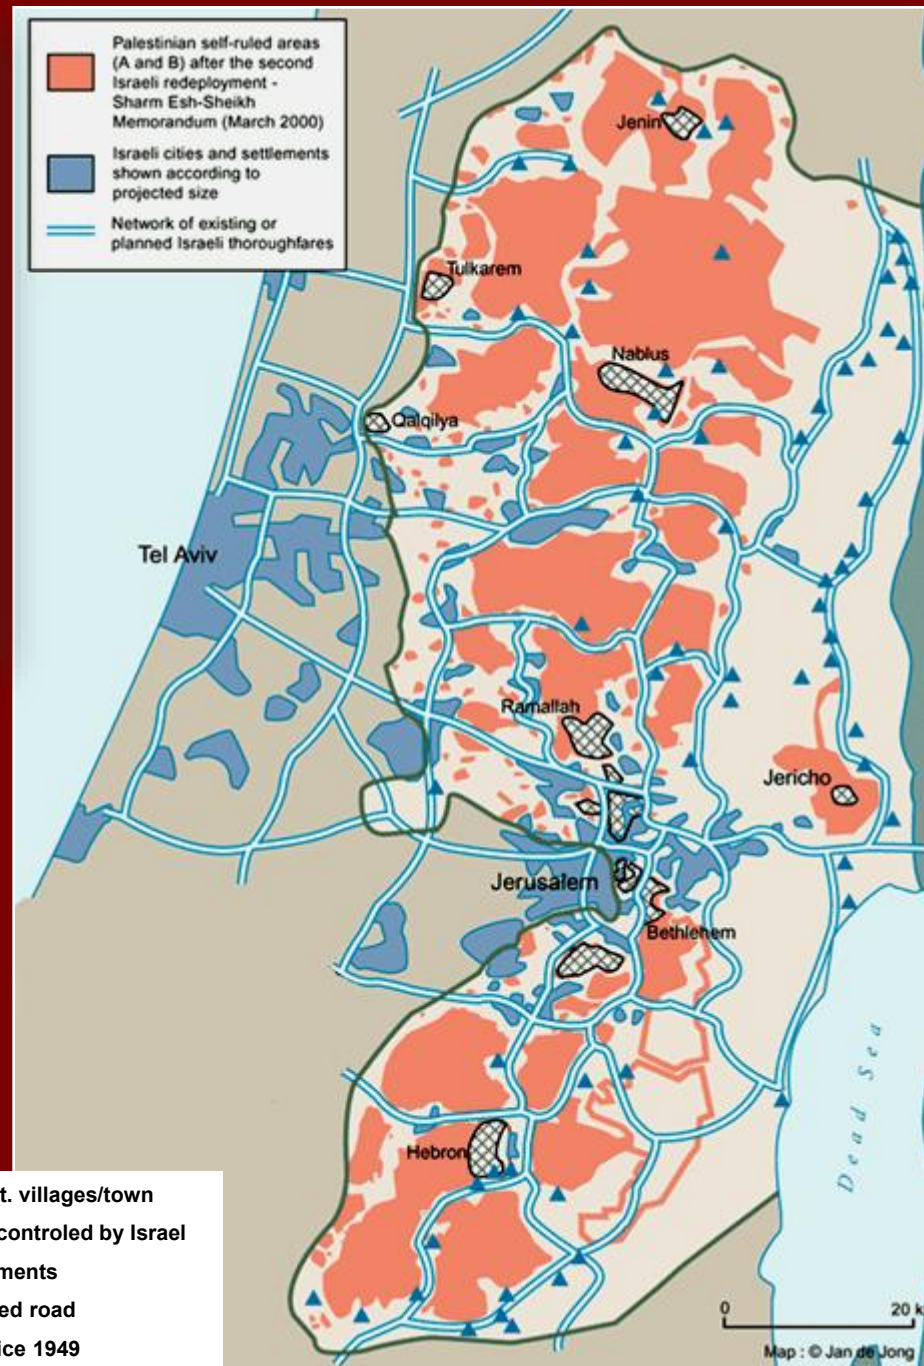 Palestinian self-ruled areas
(A and B) after the second
Israeli redeployment -
Sharm Esh-Sheikh
Memorandum (March 2000)
Israeli cities and settlements
shown according to
projected size
Network of existing or
planned Israeli thoroughfares
Jenin
Tulkarem
Nablus
Qalqilya
Tel Aviv
Ramallah
Jericho
Jerusalem
Bethlehem
Hebron
Dead Sea
t. villages/town
controled by Israel
ments
ed road
ice 1949
0 20 k
Map : © Jan de Jong